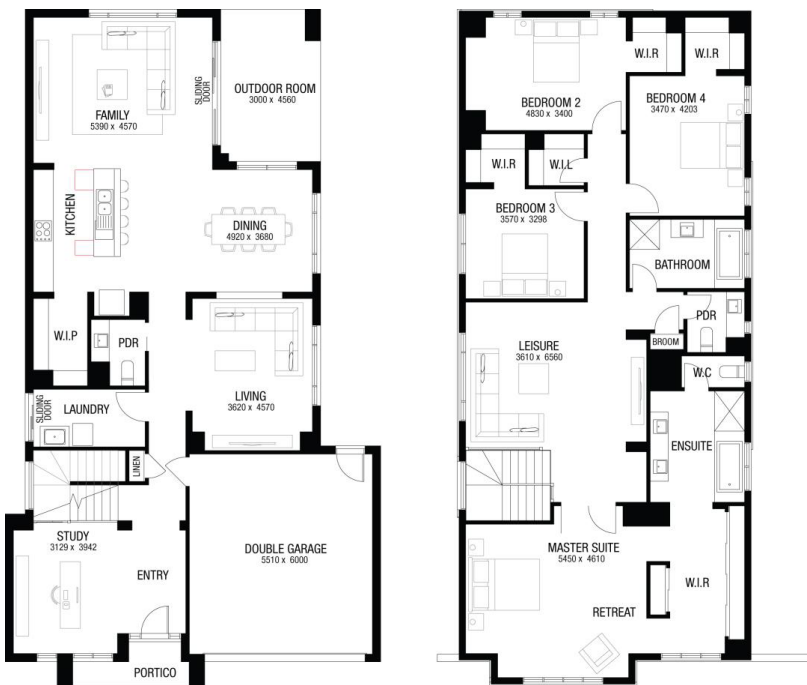 FAMILY
5390 x 4570
SLIDING
DOOR
OUTDOOR ROOM
3000 x 4560
KITCHEN
DINING
4920 x 3680
W.I.P
PDR
LIVING
3620 x 4570
SLIDING
DOOR
LAUNDRY
LINEN
STUDY
3129 x 3942
ENTRY
DOUBLE GARAGE
5510 x 6000
PORTICO
BEDROOM 2
4830 x 3400
W.I.R
W.I.R
BEDROOM 4
3470 x 4203
W.I.R
W.I.L
BEDROOM 3
3570 x 3298
BATHROOM
PDR
BROOM
LEISURE
3610 x 6560
W.C
ENSUITE
MASTER SUITE
5450 x 4610
W.I.R
RETREAT